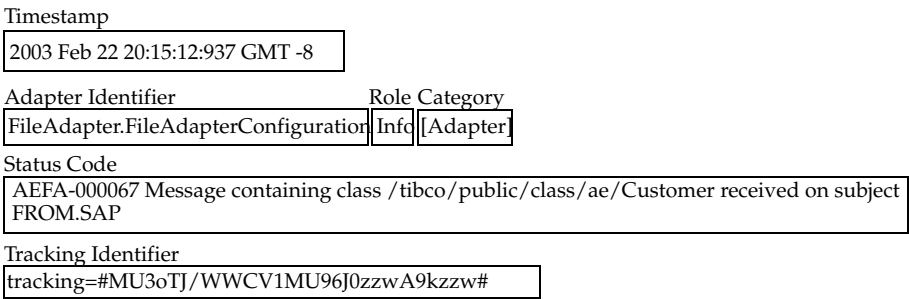 Timestamp
2003 Feb 22 20:15:12:937 GMT -8
Adapter Identifier Role Category
FileAdapter.FileAdapterConfiguration Info [Adapter]
Status Code
AEFA-000067 Message containing class /tibco/public/class/ae/Customer received on subject
FROM.SAP
Tracking Identifier
tracking=#MU3oTJ/WWCV1MU96J0zzwA9kzzw#